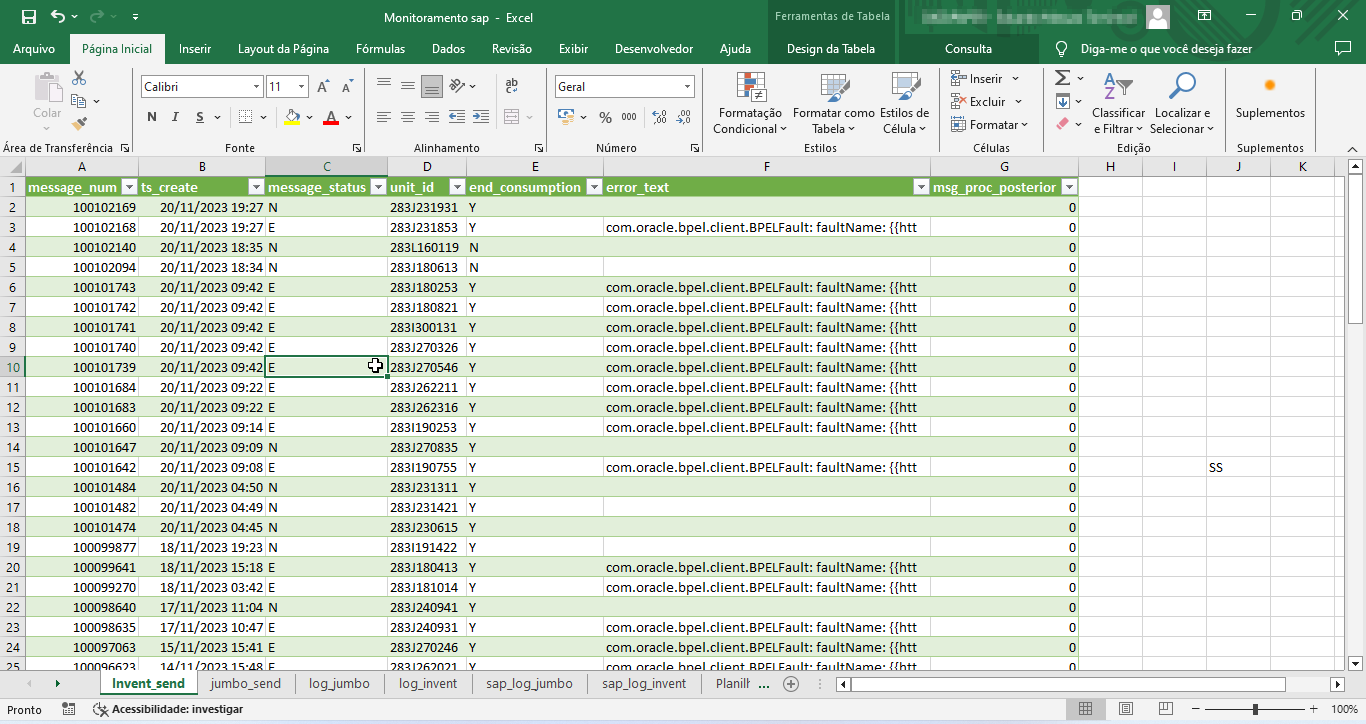 Monitoramento sap - Excel
Ferramentas de Tabela
Arquivo Página Inicial Inserir Layout da Página Fórmulas Dados Revisão Exibir Desenvolvedor Ajuda Design da Tabela Consulta Diga-me o que você deseja fazer
Colar
Área de Transferência
Calibri 11
N I S
Fonte
Alinhamento
Geral
% 000
Número
Formatação Condicional
Formatar como Tabela
Estilos de Célula
Estilos
Inserir
Excluir
Formatar
Células
Classificar e Filtrar
Localizar e Selecionar
Edição
Suplementos
Suplementos
A B C D E F G H I J K
1 message_num ts_create message_status unit_id end_consumption error_text msg_proc_posterior
2 100102169 20/11/2023 19:27 N 283J231931 Y 0
3 100102168 20/11/2023 19:27 E 283J231853 Y com.oracle.bpel.client.BPELFault: faultName: {{htt 0
4 100102140 20/11/2023 18:35 N 283L160119 N 0
5 100102094 20/11/2023 18:34 N 283J180613 N 0
6 100101743 20/11/2023 09:42 E 283J180253 Y com.oracle.bpel.client.BPELFault: faultName: {{htt 0
7 100101742 20/11/2023 09:42 E 283J180821 Y com.oracle.bpel.client.BPELFault: faultName: {{htt 0
8 100101741 20/11/2023 09:42 E 283I300131 Y com.oracle.bpel.client.BPELFault: faultName: {{htt 0
9 100101740 20/11/2023 09:42 E 283J270326 Y com.oracle.bpel.client.BPELFault: faultName: {{htt 0
10 100101739 20/11/2023 09:42 E 283J270546 Y com.oracle.bpel.client.BPELFault: faultName: {{htt 0
11 100101684 20/11/2023 09:22 E 283J262211 Y com.oracle.bpel.client.BPELFault: faultName: {{htt 0
12 100101683 20/11/2023 09:22 E 283J262316 Y com.oracle.bpel.client.BPELFault: faultName: {{htt 0
13 100101660 20/11/2023 09:14 E 283I190253 Y com.oracle.bpel.client.BPELFault: faultName: {{htt 0
14 100101647 20/11/2023 09:09 N 283J270835 Y 0
15 100101642 20/11/2023 09:08 E 283I190755 Y com.oracle.bpel.client.BPELFault: faultName: {{htt 0 SS
16 100101484 20/11/2023 04:50 N 283J231311 Y 0
17 100101482 20/11/2023 04:49 N 283J231421 Y 0
18 100101474 20/11/2023 04:45 N 283J230615 Y 0
19 100099877 18/11/2023 19:23 N 283I191422 Y 0
20 100099641 18/11/2023 15:18 E 283J180413 Y com.oracle.bpel.client.BPELFault: faultName: {{htt 0
21 100099270 18/11/2023 03:42 E 283J181014 Y com.oracle.bpel.client.BPELFault: faultName: {{htt 0
22 100098640 17/11/2023 11:04 N 283J240941 Y 0
23 100098635 17/11/2023 10:47 E 283J240931 Y com.oracle.bpel.client.BPELFault: faultName: {{htt 0
24 100097063 15/11/2023 15:41 E 283J270246 Y com.oracle.bpel.client.BPELFault: faultName: {{htt 0
25 100096623 14/11/2023 15:48 E 283J262021 Y com.oracle.bpel.client.BPELFault: faultName: {{htt 0
Invent_send jumbo_send log_jumbo log_invent sap_log_jumbo sap_log_invent Planilh ...
Pronto Acessibilidade: investigar 100%